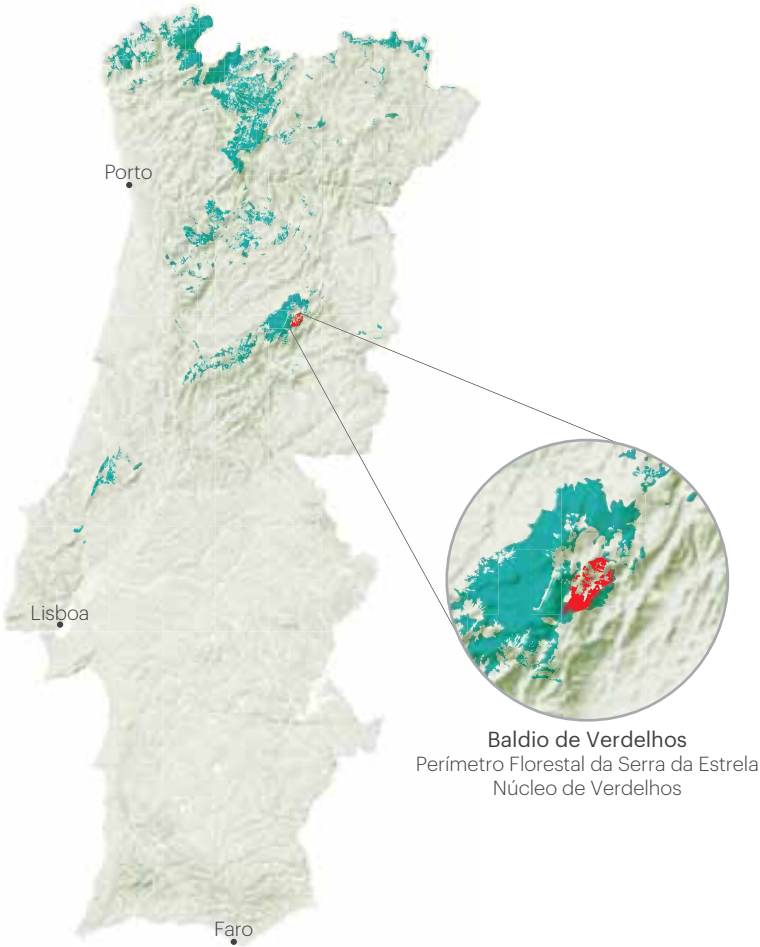 Porto
Lisboa
Baldio de Verdelhos
Perímetro Florestal da Serra da Estrela
Núcleo de Verdelhos
Faro